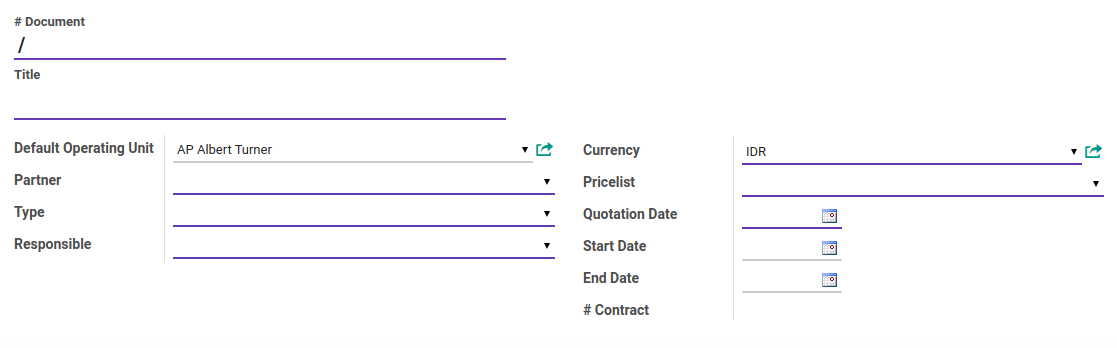 # Document
/
Title
Default Operating Unit AP Albert Turner
Partner
Type
Responsible
Currency IDR
Pricelist
Quotation Date
Start Date
End Date
# Contract